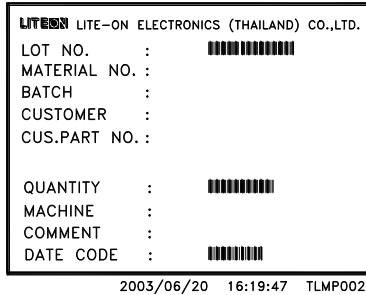 LITEON LITE-ON ELECTRONICS (THAILAND) CO.,LTD.
LOT NO. :
MATERIAL NO. :
BATCH :
CUSTOMER :
CUS.PART NO. :
QUANTITY :
MACHINE :
COMMENT :
DATE CODE :
2003/06/20 16:19:47 TLMP002